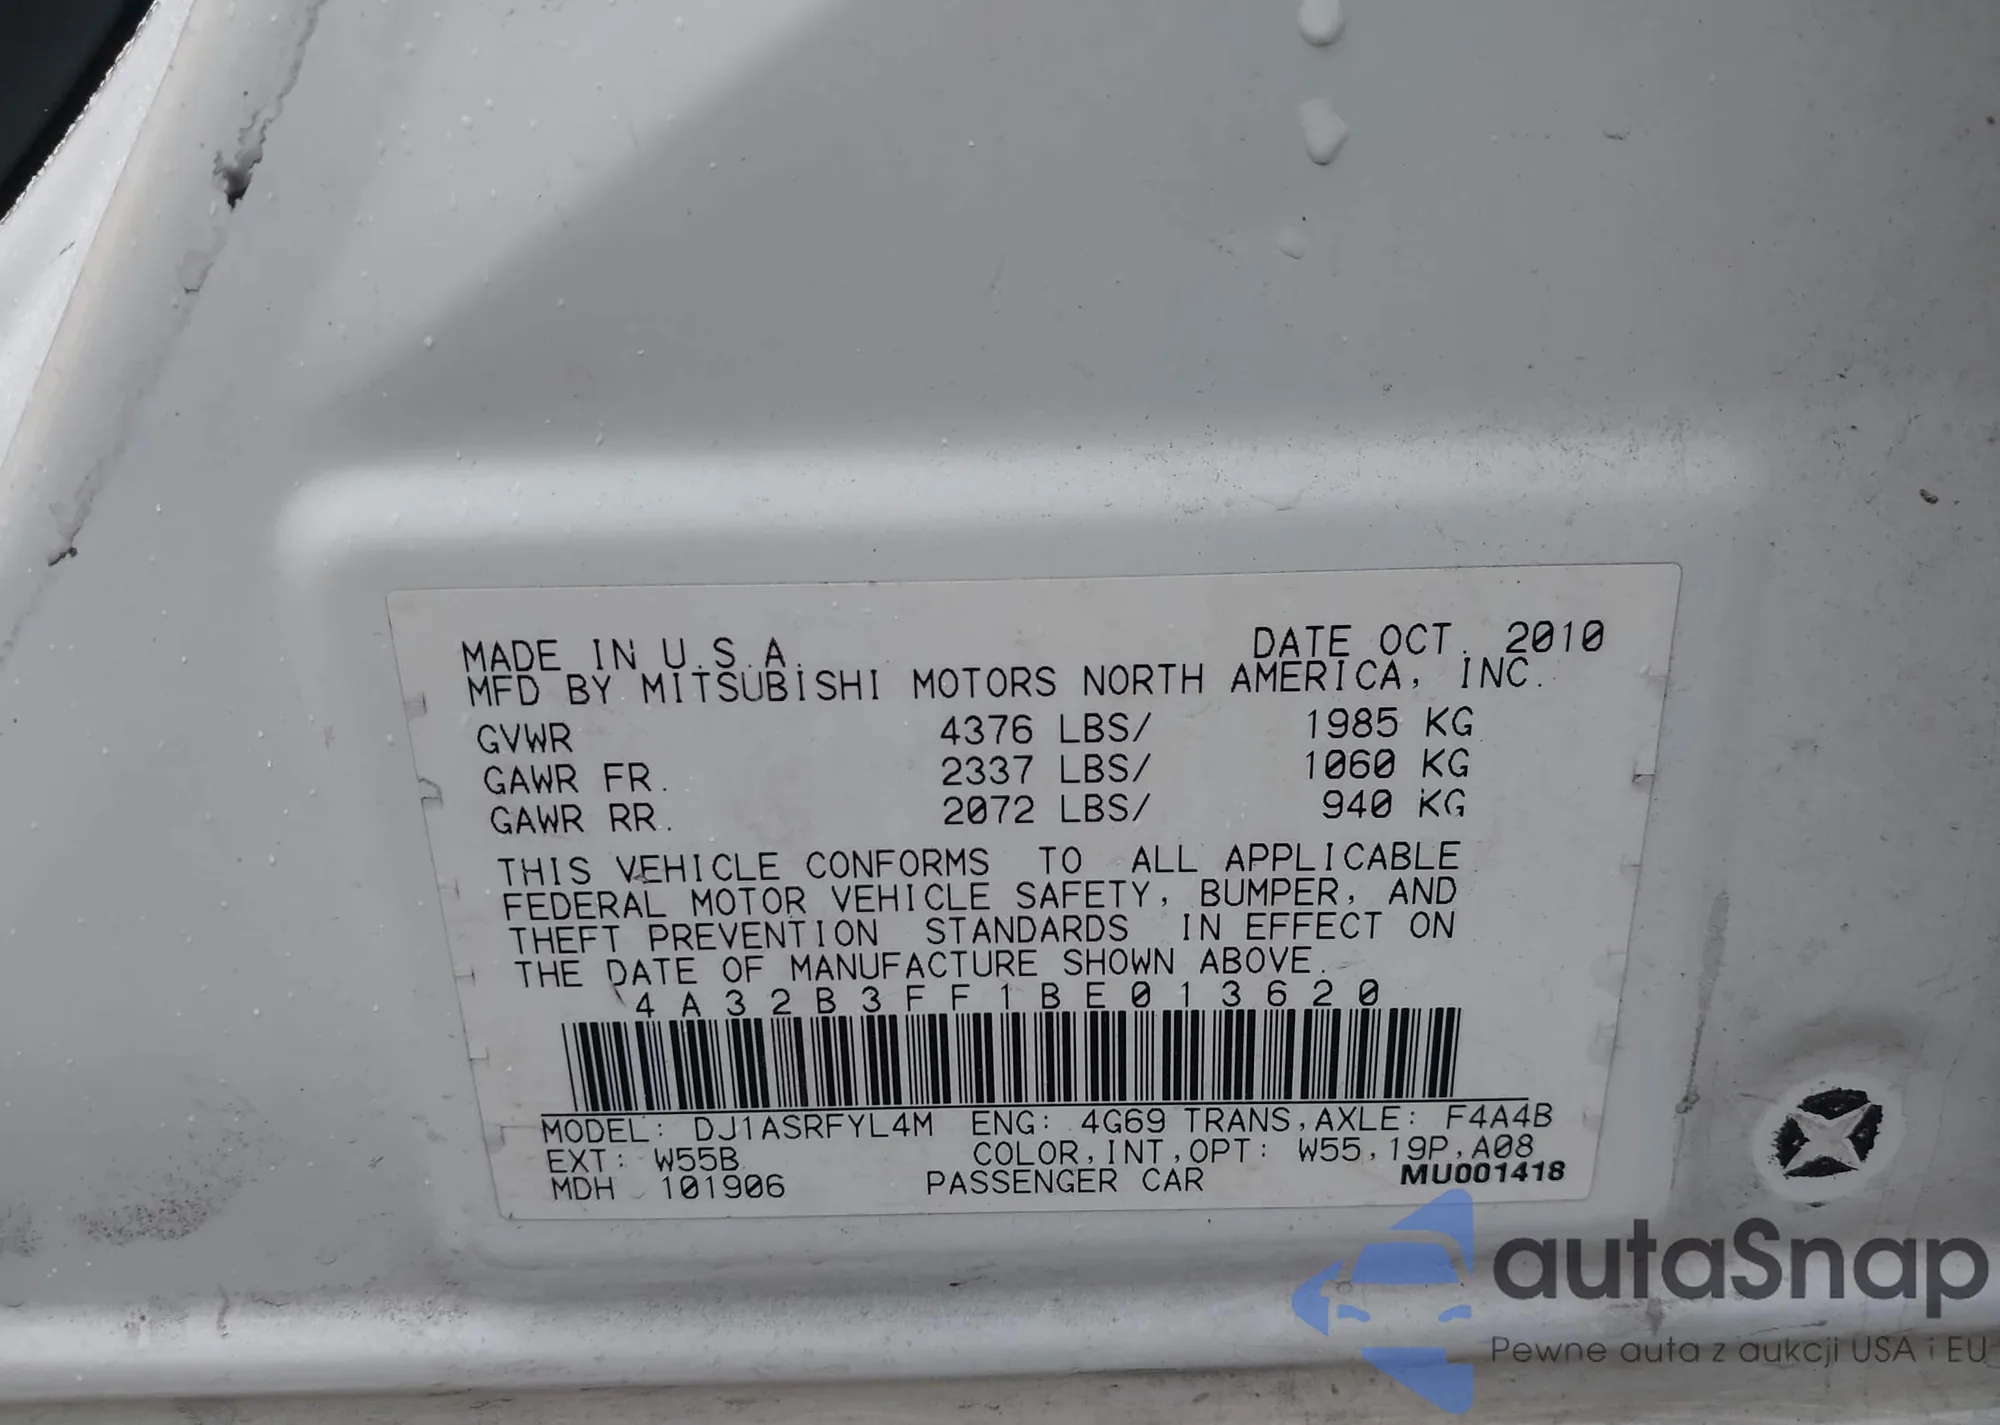 MADE IN U.S.A. DATE OCT. 2010
MFD BY MITSUBISHI MOTORS NORTH AMERICA, INC.
GVWR 4376 LBS/ 1985 KG
GAWR FR. 2337 LBS/ 1060 KG
GAWR RR. 2072 LBS/ 940 KG
THIS VEHICLE CONFORMS TO ALL APPLICABLE
FEDERAL MOTOR VEHICLE SAFETY, BUMPER, AND
THEFT PREVENTION STANDARDS IN EFFECT ON
THE DATE OF MANUFACTURE SHOWN ABOVE.
4A32B3FF1BE013620
MODEL: DJ1ASRFYL4M ENG: 4G69 TRANS,AXLE: F4A4B
EXT: W55B COLOR,INT,OPT: W55,19P,A08
MDH 101906 PASSENGER CAR MU001418
autaSnap
Pewne auta z aukcji USA i EU